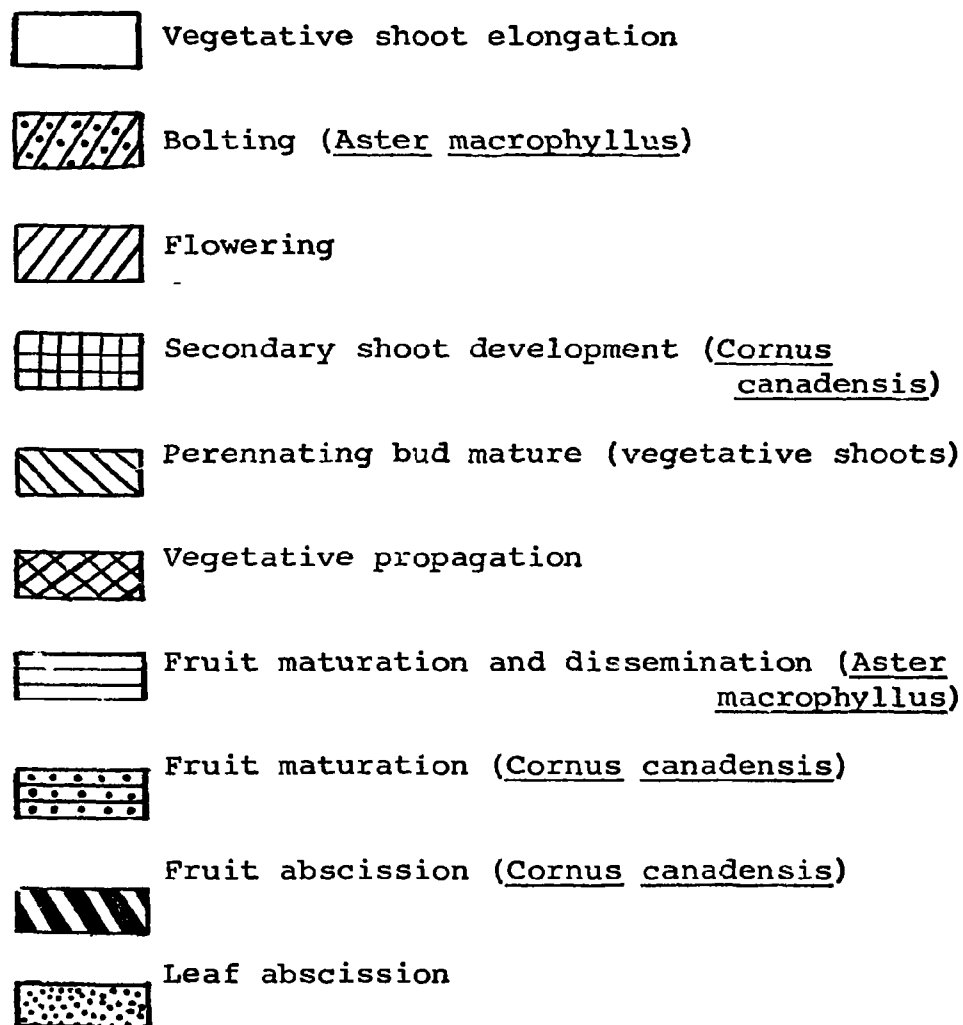 Vegetative shoot elongation
Bolting (Aster macrophyllus)
Flowering
Secondary shoot development (Cornus
canadensis)
Perennating bud mature (vegetative shoots)
Vegetative propagation
Fruit maturation and dissemination (Aster
macrophyllus)
Fruit maturation (Cornus canadensis)
Fruit abscission (Cornus canadensis)
Leaf abscission